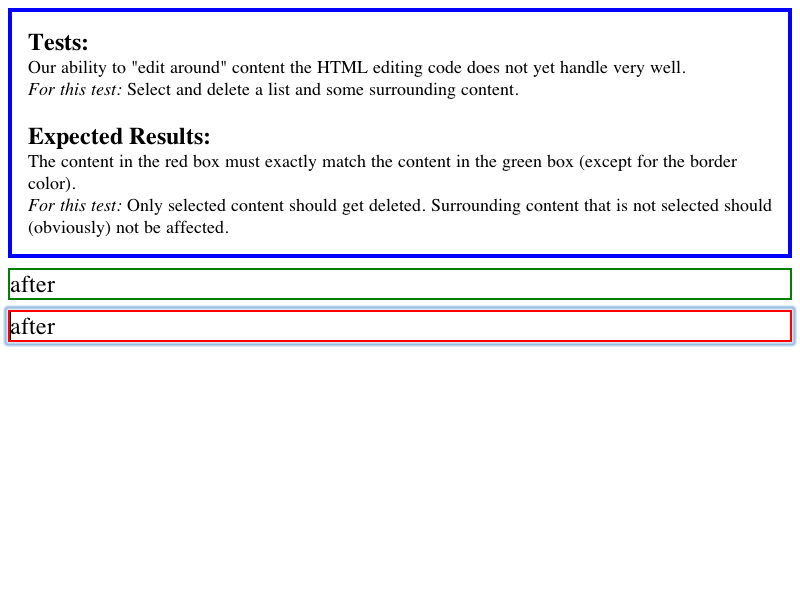 Tests:
Our ability to "edit around" content the HTML editing code does not yet handle very well.
For this test: Select and delete a list and some surrounding content.
Expected Results:
The content in the red box must exactly match the content in the green box (except for the border
color).
For this test: Only selected content should get deleted. Surrounding content that is not selected should
(obviously) not be affected.
after
after